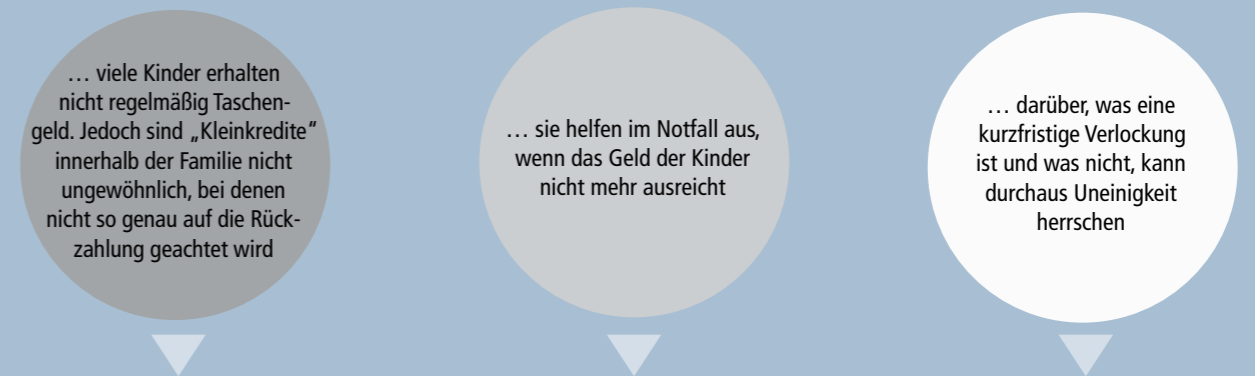 … viele Kinder erhalten
nicht regelmäßig Taschen-
geld. Jedoch sind „Kleinkredite"
innerhalb der Familie nicht
ungewöhnlich, bei denen
nicht so genau auf die Rück-
zahlung geachtet wird
… sie helfen im Notfall aus,
wenn das Geld der Kinder
nicht mehr ausreicht
… darüber, was eine
kurzfristige Verlockung
ist und was nicht, kann
durchaus Uneinigkeit
herrschen